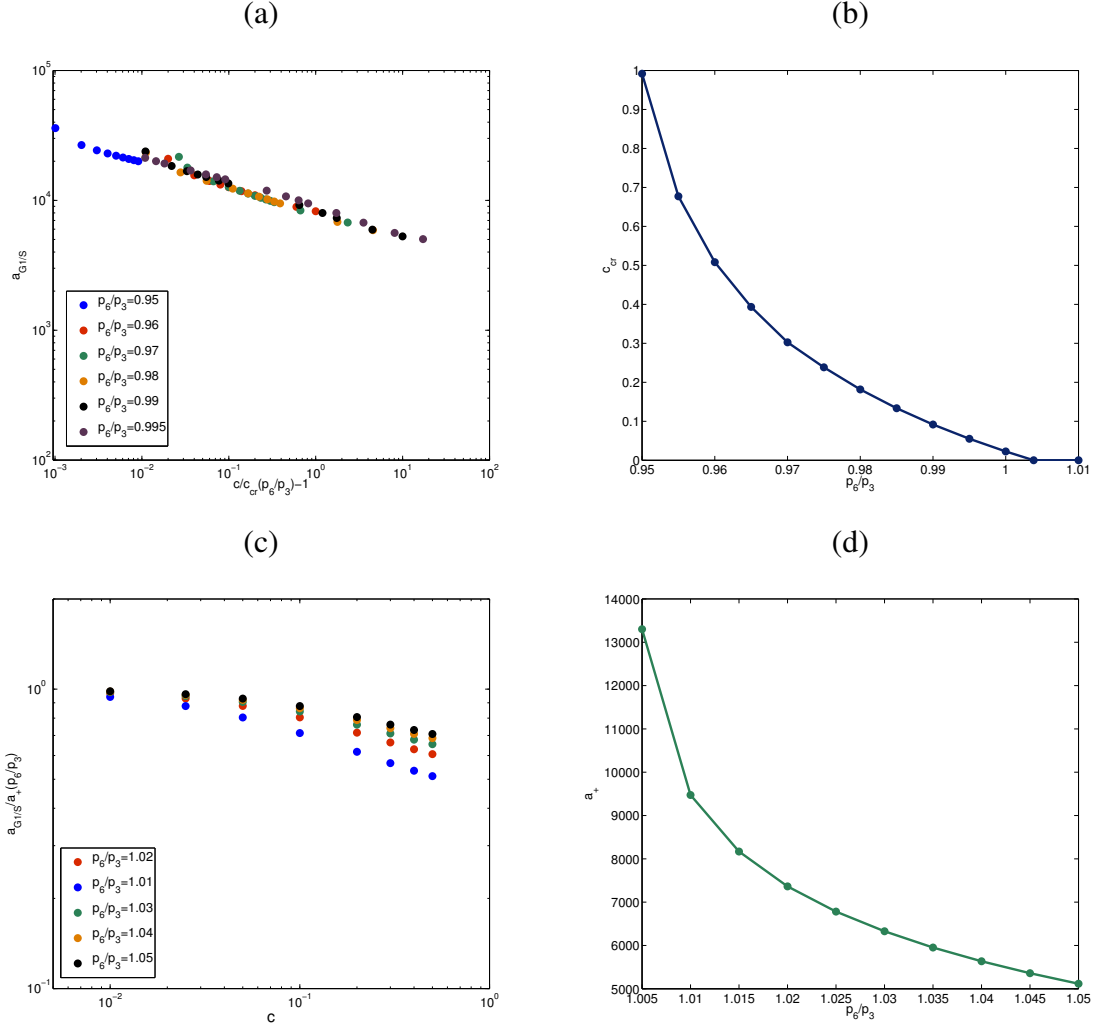 (a)
10^5
10^4
10^3
10^2
a_G1/S
p_6/p_3=0.95
p_6/p_3=0.96
p_6/p_3=0.97
p_6/p_3=0.98
p_6/p_3=0.99
p_6/p_3=0.995
10^−3 10^−2 10^−1 10^0 10^1 10^2
c/c_cr(p_6/p_3)−1
(b)
1
0.9
0.8
0.7
0.6
0.5
0.4
0.3
0.2
0.1
0
c_cr
0.95 0.96 0.97 0.98 0.99 1 1.01
p_6/p_3
(c)
10^0
10^−1
a_G1/S/a_+(p_6/p_3)
p_6/p_3=1.02
p_6/p_3=1.01
p_6/p_3=1.03
p_6/p_3=1.04
p_6/p_3=1.05
10^−2 10^−1 10^0
c
(d)
14000
13000
12000
11000
10000
9000
8000
7000
6000
5000
a_+
1.005 1.01 1.015 1.02 1.025 1.03 1.035 1.04 1.045 1.05
p_6/p_3